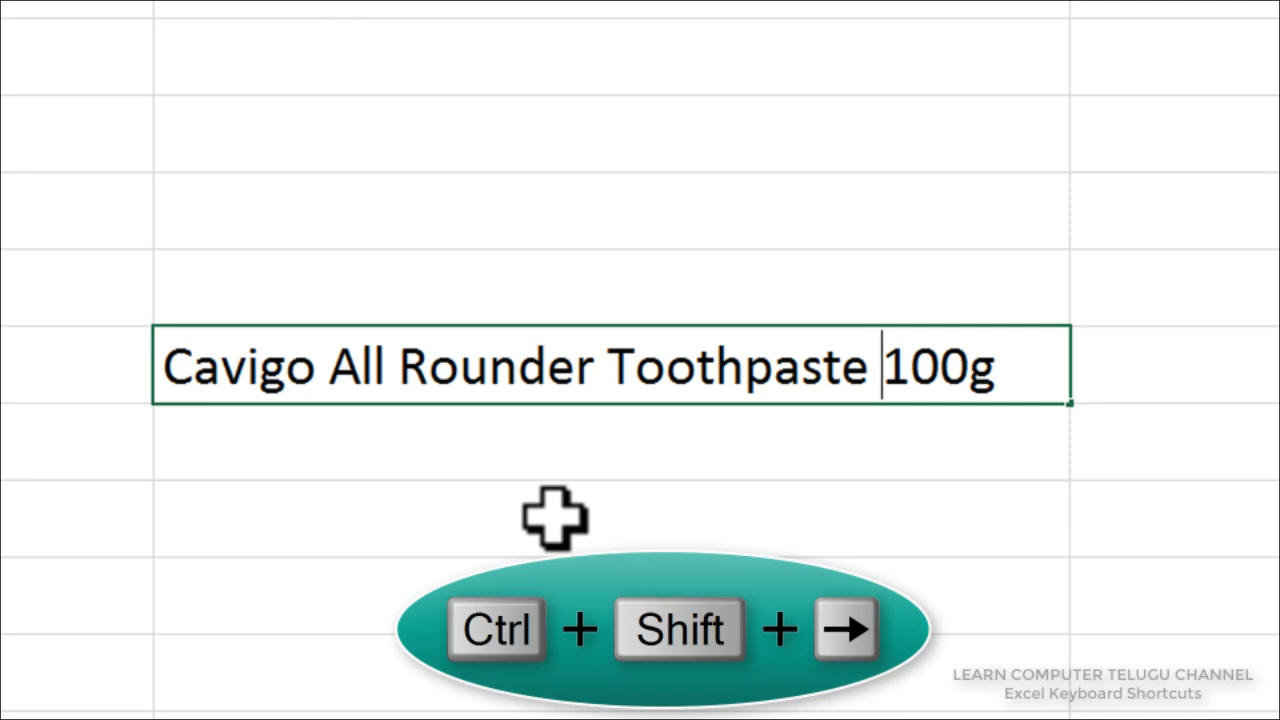 Cavigo All Rounder Toothpaste 100g
Ctrl + Shift + →
LEARN COMPUTER TELUGU CHANNEL
Excel Keyboard Shortcuts